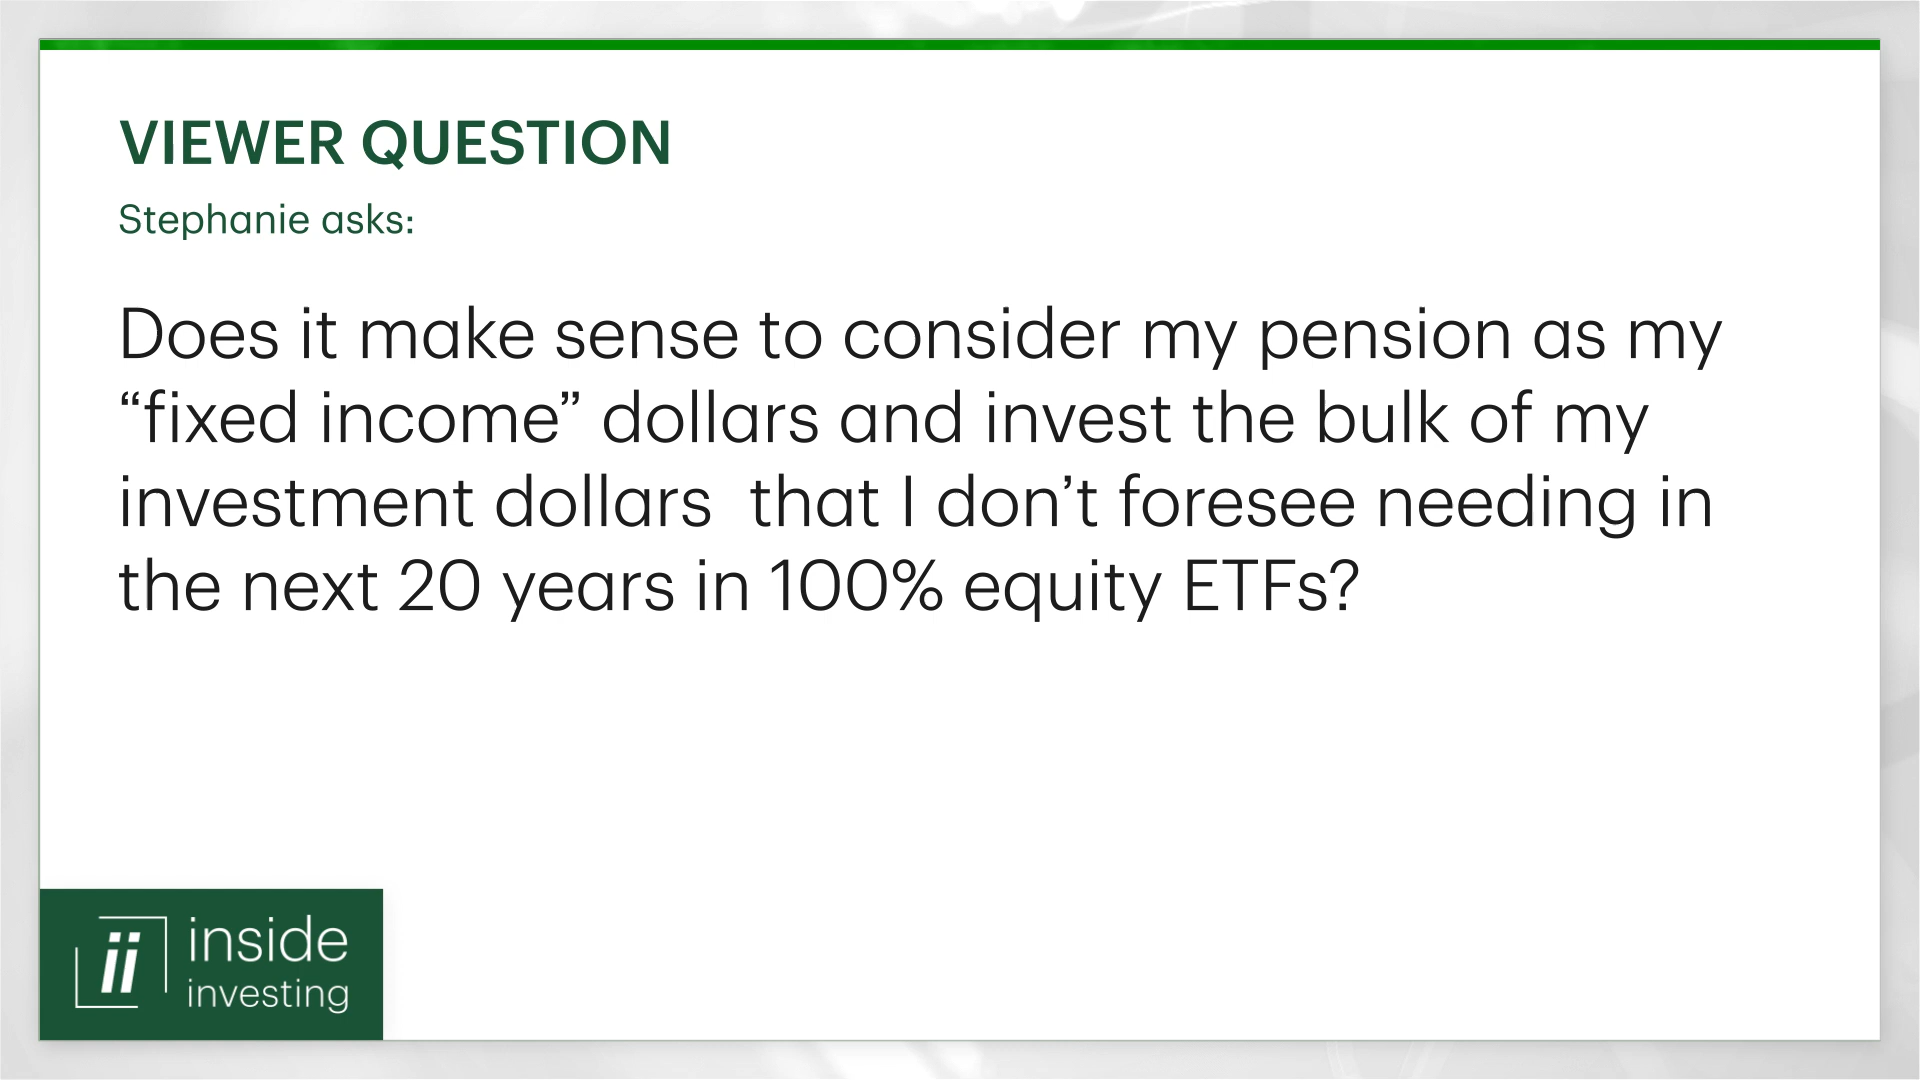 VIEWER QUESTION
Stephanie asks:
Does it make sense to consider my pension as my
“fixed income” dollars and invest the bulk of my
investment dollars  that I don’t foresee needing in
the next 20 years in 100% equity ETFs?
ii
inside
investing